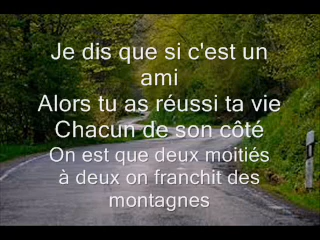 Je dis que si c'est un
ami
Alors tu as réussi ta vie
Chacun de son côté
On est que deux moitiés
à deux on franchit des
montagnes